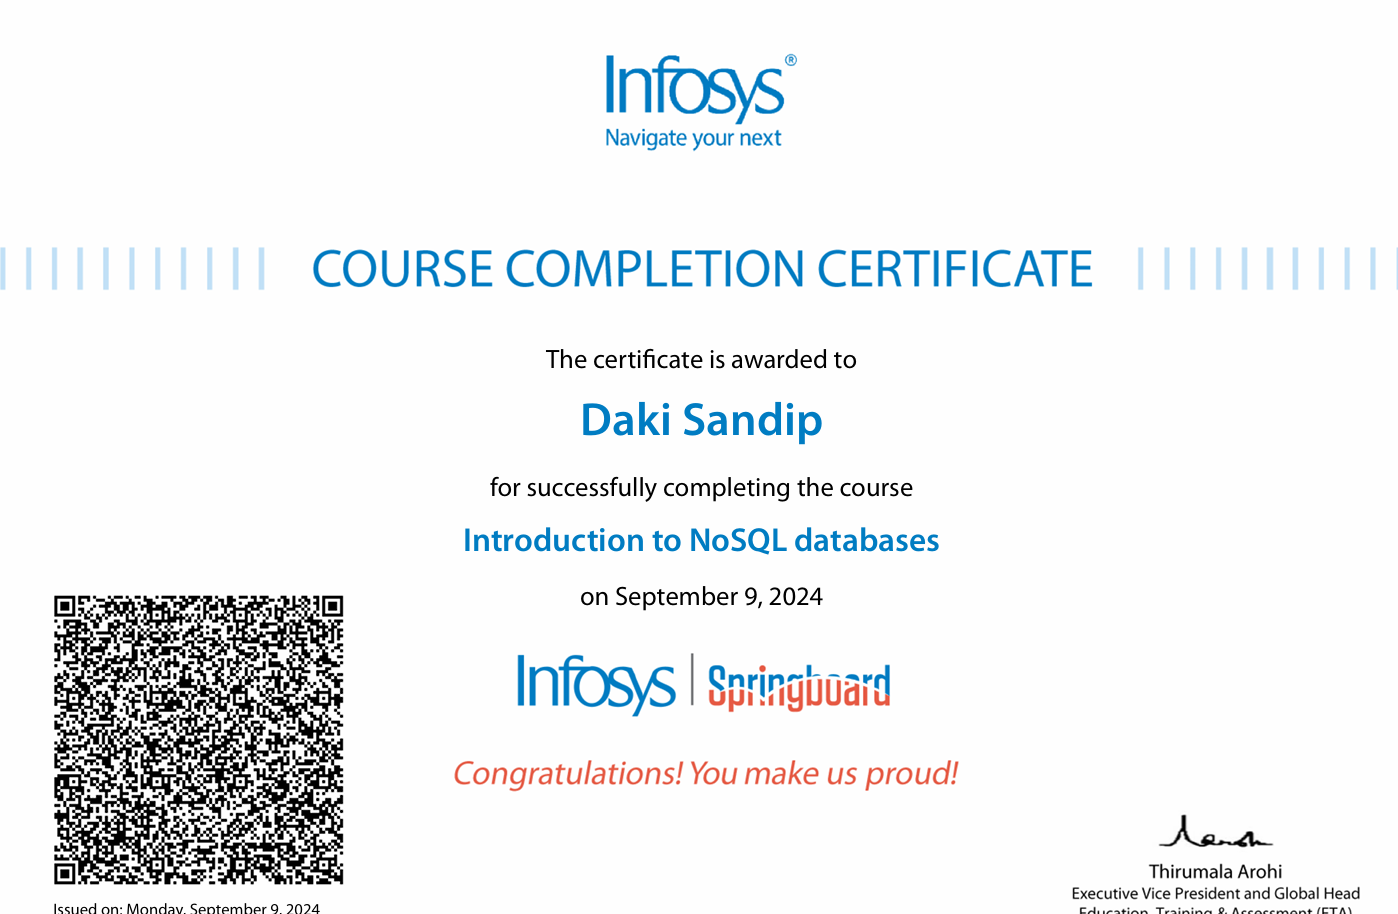 Infosys®
Navigate your next
COURSE COMPLETION CERTIFICATE
The certificate is awarded to
Daki Sandip
for successfully completing the course
Introduction to NoSQL databases
on September 9, 2024
Infosys | Springboard
Congratulations! You make us proud!
Issued on: Monday, September 9, 2024
Thirumala Arohi
Executive Vice President and Global Head
Education, Training & Assessment (ETA)